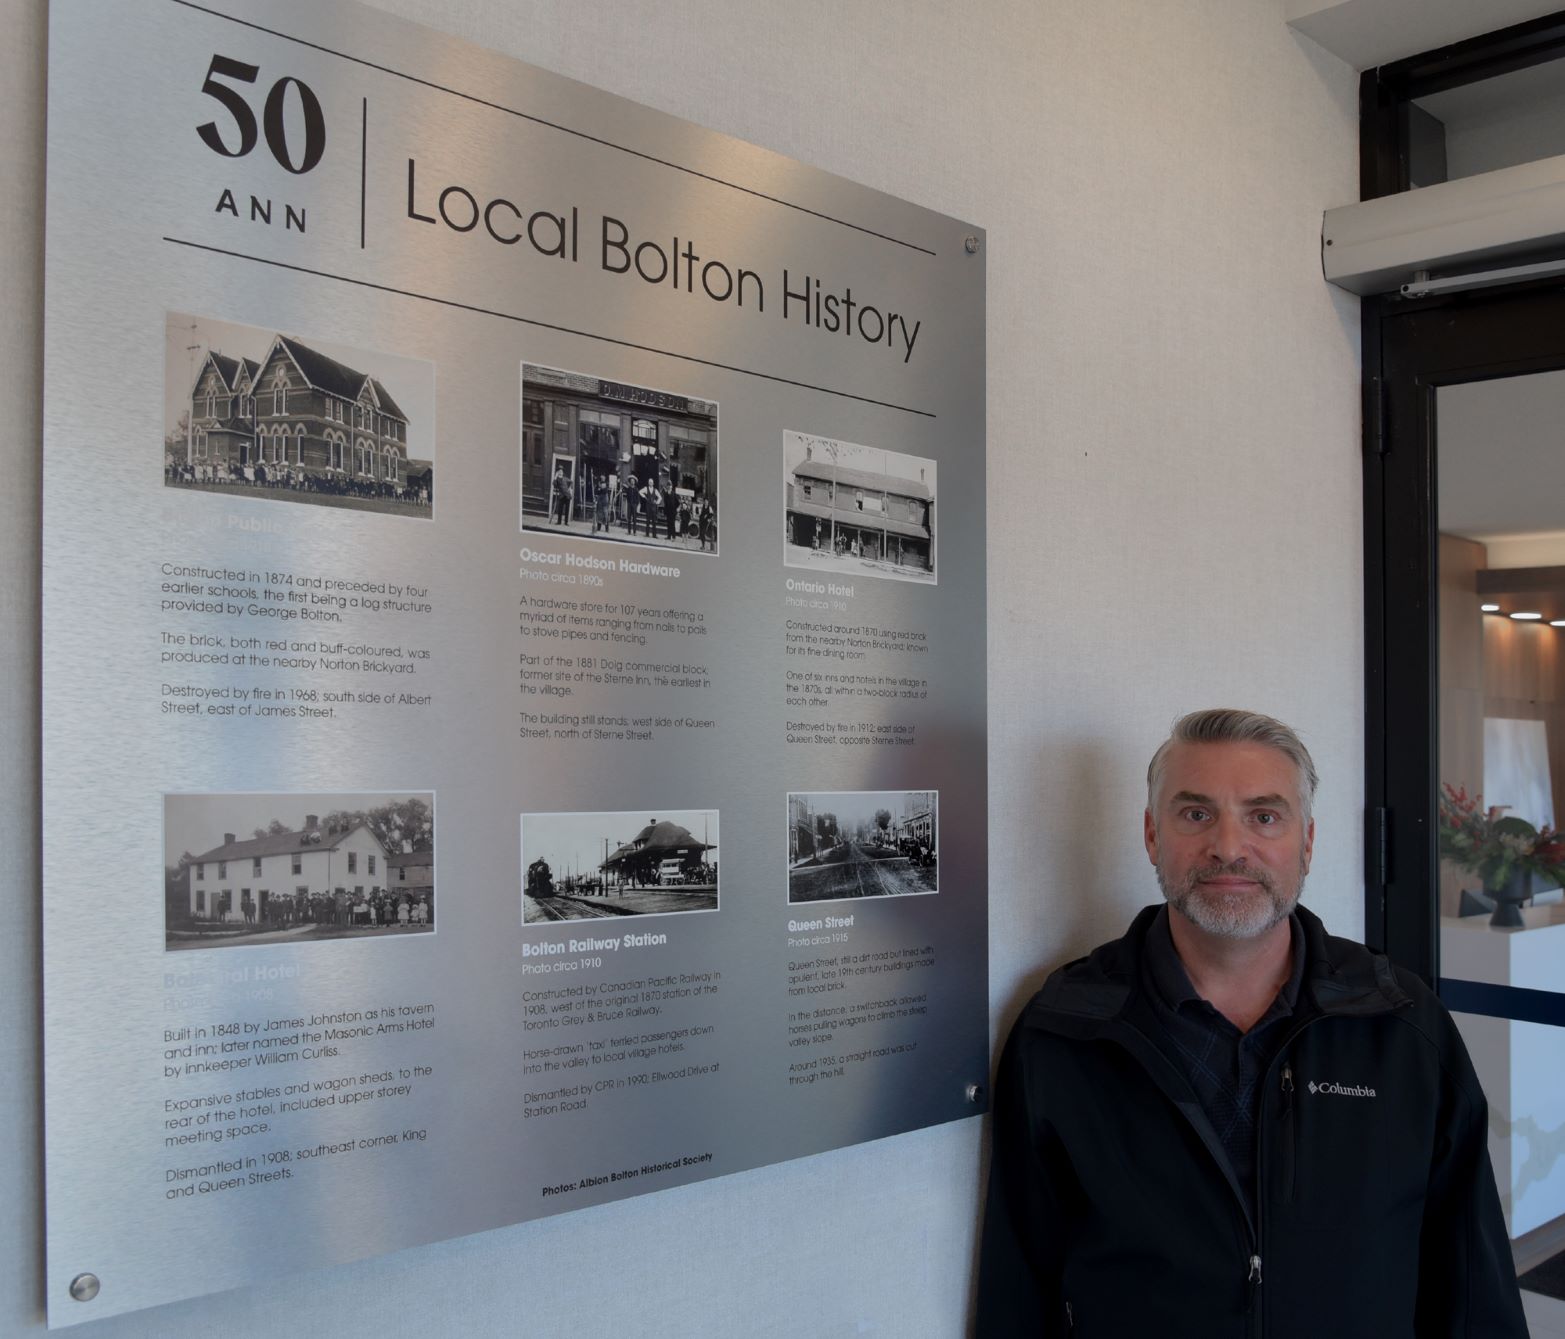 50
ANN
Local Bolton History
O.M. HODSON
Public
Constructed in 1874 and preceded by four
earlier schools, the first being a log structure
provided by George Bolton.
The brick, both red and buff-coloured, was
produced at the nearby Norton Brickyard.
Destroyed by fire in 1968; south side of Albert
Street, east of James Street.
Oscar Hodson Hardware
Photo circa 1890s
A hardware store for 107 years offering a
myriad of items ranging from nails to pails
to stove pipes and fencing.
Part of the 1881 Doig commercial block;
former site of the Sterne Inn, the earliest in
the village.
The building still stands; west side of Queen
Street, north of Sterne Street.
Ontario Hotel
Photo circa 1910
Constructed around 1870 using red brick
from the nearby Norton Brickyard; known
for its fine dining room.
One of six inns and hotels in the village in
the 1870s, all within a two-block radius of
each other.
Destroyed by fire in 1912; east side of
Queen Street, opposite Sterne Street.
Hotel
1908
Built in 1848 by James Johnston as his tavern
and inn; later named the Masonic Arms Hotel
by innkeeper William Curliss.
Expansive stables and wagon sheds, to the
rear of the hotel, included upper storey
meeting space.
Dismantled in 1908; southeast corner, King
and Queen Streets.
Bolton Railway Station
Photo circa 1910
Constructed by Canadian Pacific Railway in
1908, west of the original 1870 station of the
Toronto Grey & Bruce Railway.
Horse-drawn 'taxi' ferried passengers down
into the valley to local village hotels.
Dismantled by CPR in 1990; Ellwood Drive at
Station Road.
Queen Street
Photo circa 1915
Queen Street, still a dirt road but lined with
opulent, late 19th century buildings made
from local brick.
In the distance, a switchback allowed
horses pulling wagons to climb the steep
valley slope.
Around 1935, a straight road was cut
through the hill.
Photos: Albion Bolton Historical Society
Columbia